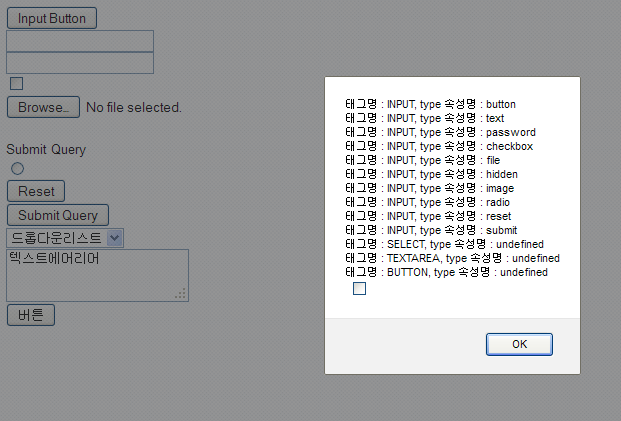 Input Button
Browse.. No file selected.
Submit Query
Reset
Submit Query
드롭다운리스트
텍스트에어리어
버튼
태그명 : INPUT, type 속성명 : button
태그명 : INPUT, type 속성명 : text
태그명 : INPUT, type 속성명 : password
태그명 : INPUT, type 속성명 : checkbox
태그명 : INPUT, type 속성명 : file
태그명 : INPUT, type 속성명 : hidden
태그명 : INPUT, type 속성명 : image
태그명 : INPUT, type 속성명 : radio
태그명 : INPUT, type 속성명 : reset
태그명 : INPUT, type 속성명 : submit
태그명 : SELECT, type 속성명 : undefined
태그명 : TEXTAREA, type 속성명 : undefined
태그명 : BUTTON, type 속성명 : undefined
OK